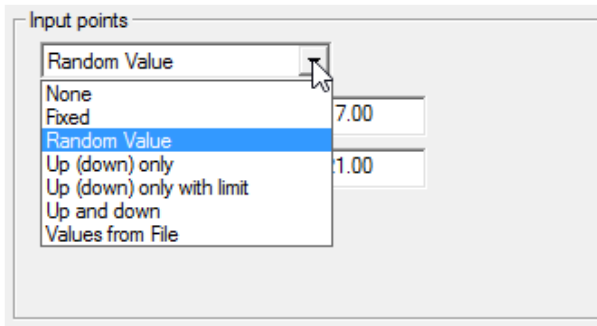 Input points
Random Value
None
Fixed
Random Value
Up (down) only
Up (down) only with limit
Up and down
Values from File
7.00
1.00